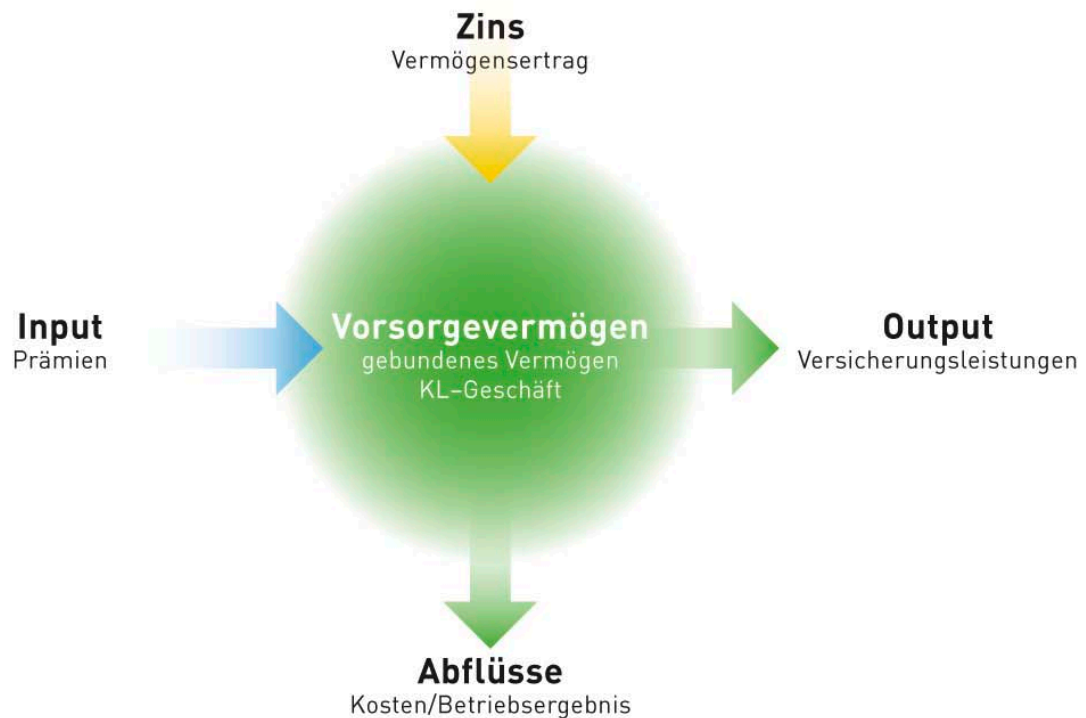 Zins
Vermögensertrag
Input
Prämien
Vorsorgevermögen
gebundenes Vermögen
KL–Geschäft
Output
Versicherungsleistungen
Abflüsse
Kosten/Betriebsergebnis